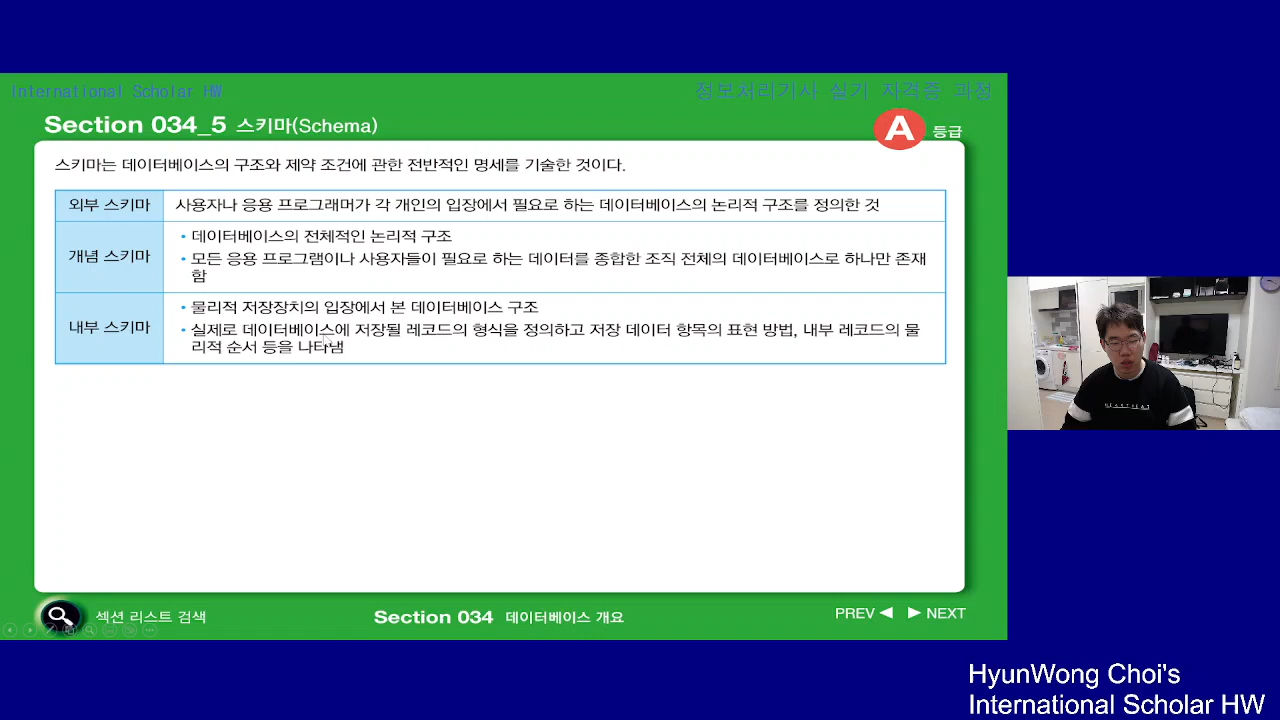 International Scholar HW
정보처리기사 실기 자격증 과정
Section 034_5 스키마(Schema)
A 등급
스키마는 데이터베이스의 구조와 제약 조건에 관한 전반적인 명세를 기술한 것이다.
외부 스키마
사용자나 응용 프로그래머가 각 개인의 입장에서 필요로 하는 데이터베이스의 논리적 구조를 정의한 것
개념 스키마
• 데이터베이스의 전체적인 논리적 구조
• 모든 응용 프로그램이나 사용자들이 필요로 하는 데이터를 종합한 조직 전체의 데이터베이스로 하나만 존재
함
내부 스키마
• 물리적 저장장치의 입장에서 본 데이터베이스 구조
• 실제로 데이터베이스에 저장될 레코드의 형식을 정의하고 저장 데이터 항목의 표현 방법, 내부 레코드의 물
리적 순서 등을 나타냄
섹션 리스트 검색
Section 034 데이터베이스 개요
PREV ◀ ▶ NEXT
HEARTBEAT
HyunWong Choi's
International Scholar HW